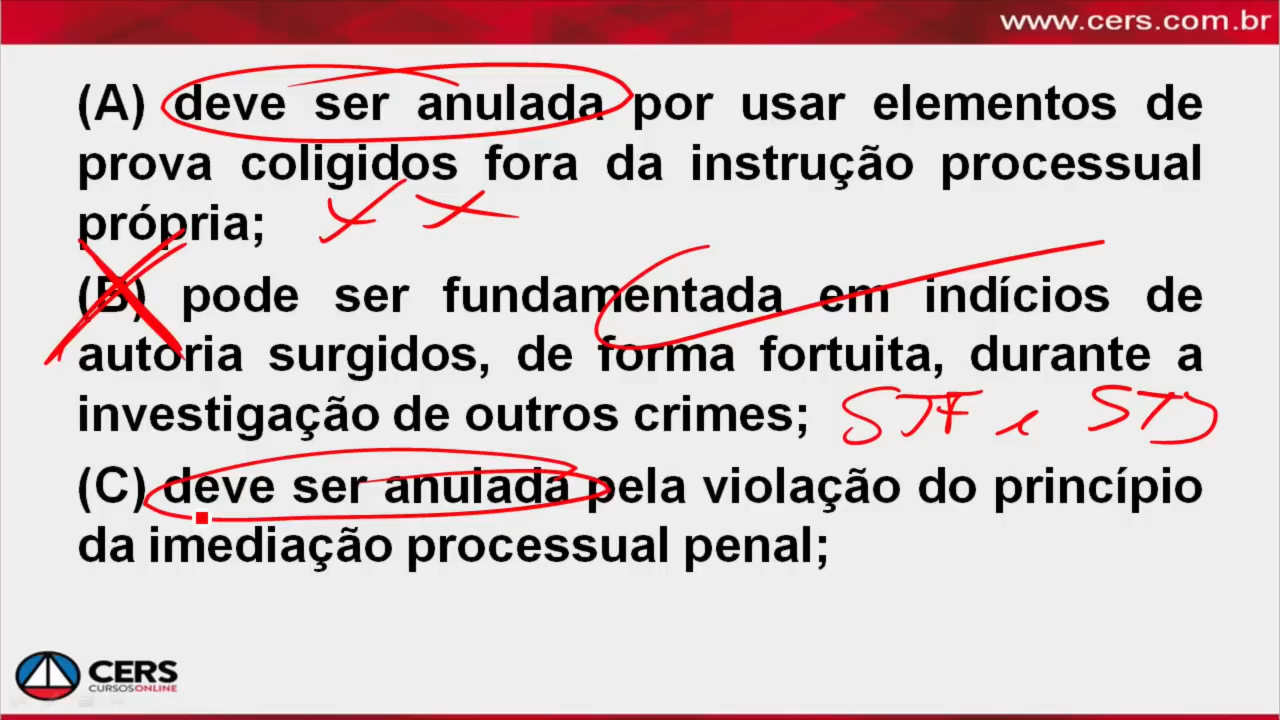 www.cers.com.br
(A) deve ser anulada por usar elementos de
prova coligidos fora da instrução processual
própria;
(B) pode ser fundamentada em indícios de
autoria surgidos, de forma fortuita, durante a
investigação de outros crimes; STF e STJ
(C) deve ser anulada pela violação do princípio
da imediação processual penal;
CERS
CURSOSONLINE